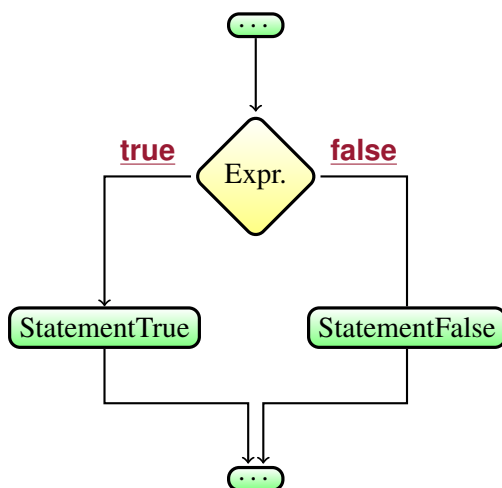 ···
true false
Expr.
StatementTrue StatementFalse
···